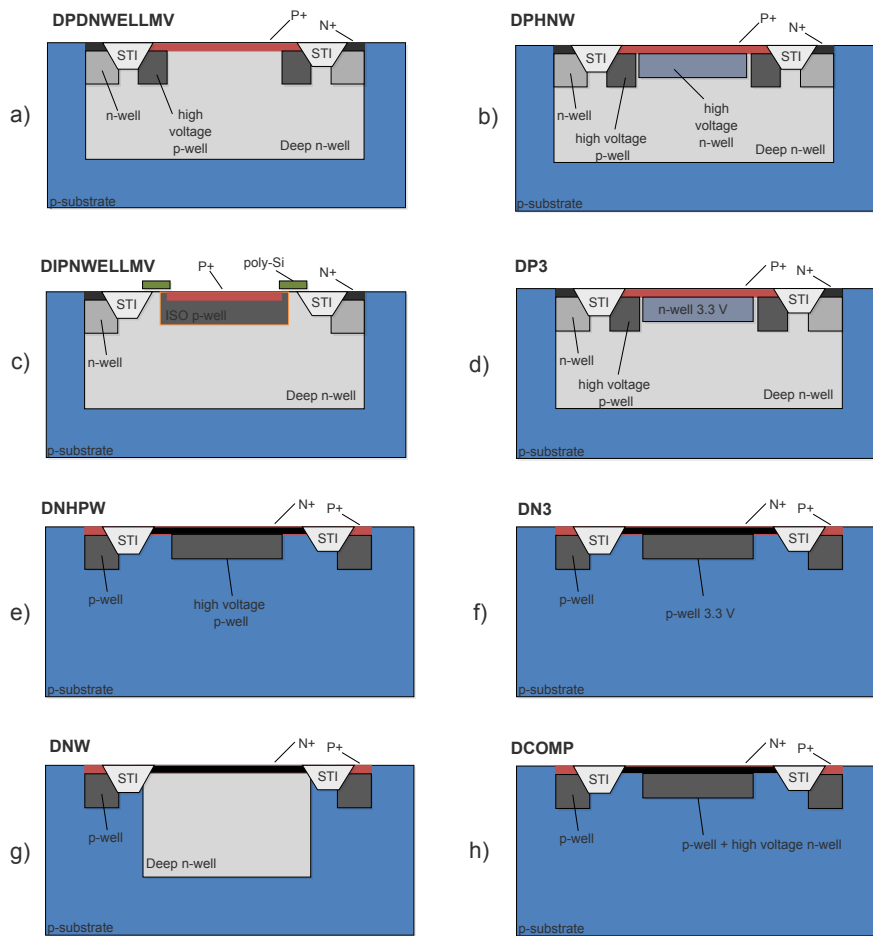 DPDNWELLMV
P+
N+
STI
STI
n-well
high
voltage
p-well
Deep n-well
p-substrate
a)
DPHNW
P+
N+
STI
STI
n-well
high voltage
p-well
high
voltage
n-well
Deep n-well
p-substrate
b)
DIPNWELLMV
P+
poly-Si
N+
STI
STI
ISO p-well
n-well
Deep n-well
p-substrate
c)
DP3
P+
N+
STI
n-well 3.3 V
STI
n-well
high voltage
p-well
Deep n-well
p-substrate
d)
DNHPW
N+
P+
STI
STI
p-well
high voltage
p-well
p-substrate
e)
DN3
N+
P+
STI
STI
p-well
p-well 3.3 V
p-substrate
f)
DNW
N+
P+
STI
STI
p-well
Deep n-well
p-substrate
g)
DCOMP
N+
P+
STI
STI
p-well
p-well + high voltage n-well
p-substrate
h)